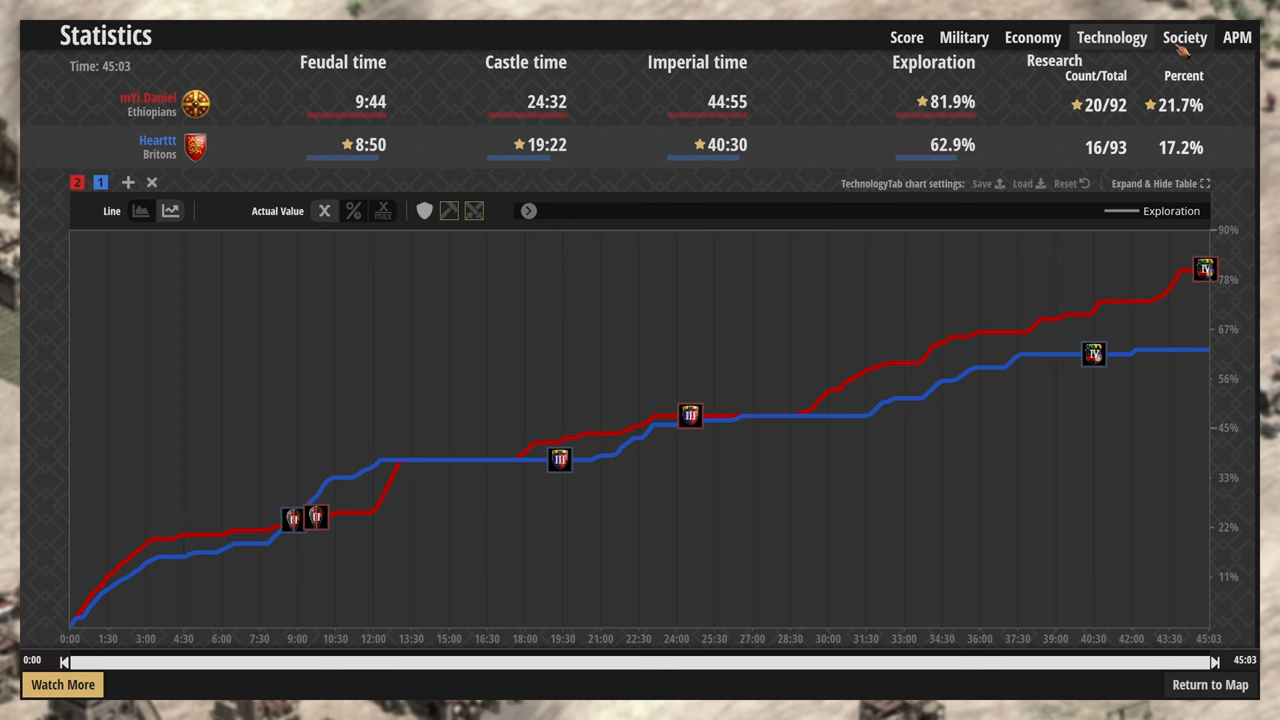 Statistics
Score Military Economy Technology Society APM
Time: 45:03
Feudal time Castle time Imperial time Exploration Research
Count/Total Percent
mYi.Daniel
Ethiopians
9:44 24:32 44:55 81.9% 20/92 21.7%
Hearttt
Britons
8:50 19:22 40:30 62.9% 16/93 17.2%
2 1
TechnologyTab chart settings: Save Load Reset Expand & Hide Table
Line Actual Value X % X/max Exploration
90%
78%
67%
56%
45%
33%
22%
11%
II II III III IV IV
0:00 1:30 3:00 4:30 6:00 7:30 9:00 10:30 12:00 13:30 15:00 16:30 18:00 19:30 21:00 22:30 24:00 25:30 27:00 28:30 30:00 31:30 33:00 34:30 36:00 37:30 39:00 40:30 42:00 43:30 45:03
0:00 45:03
Watch More Return to Map